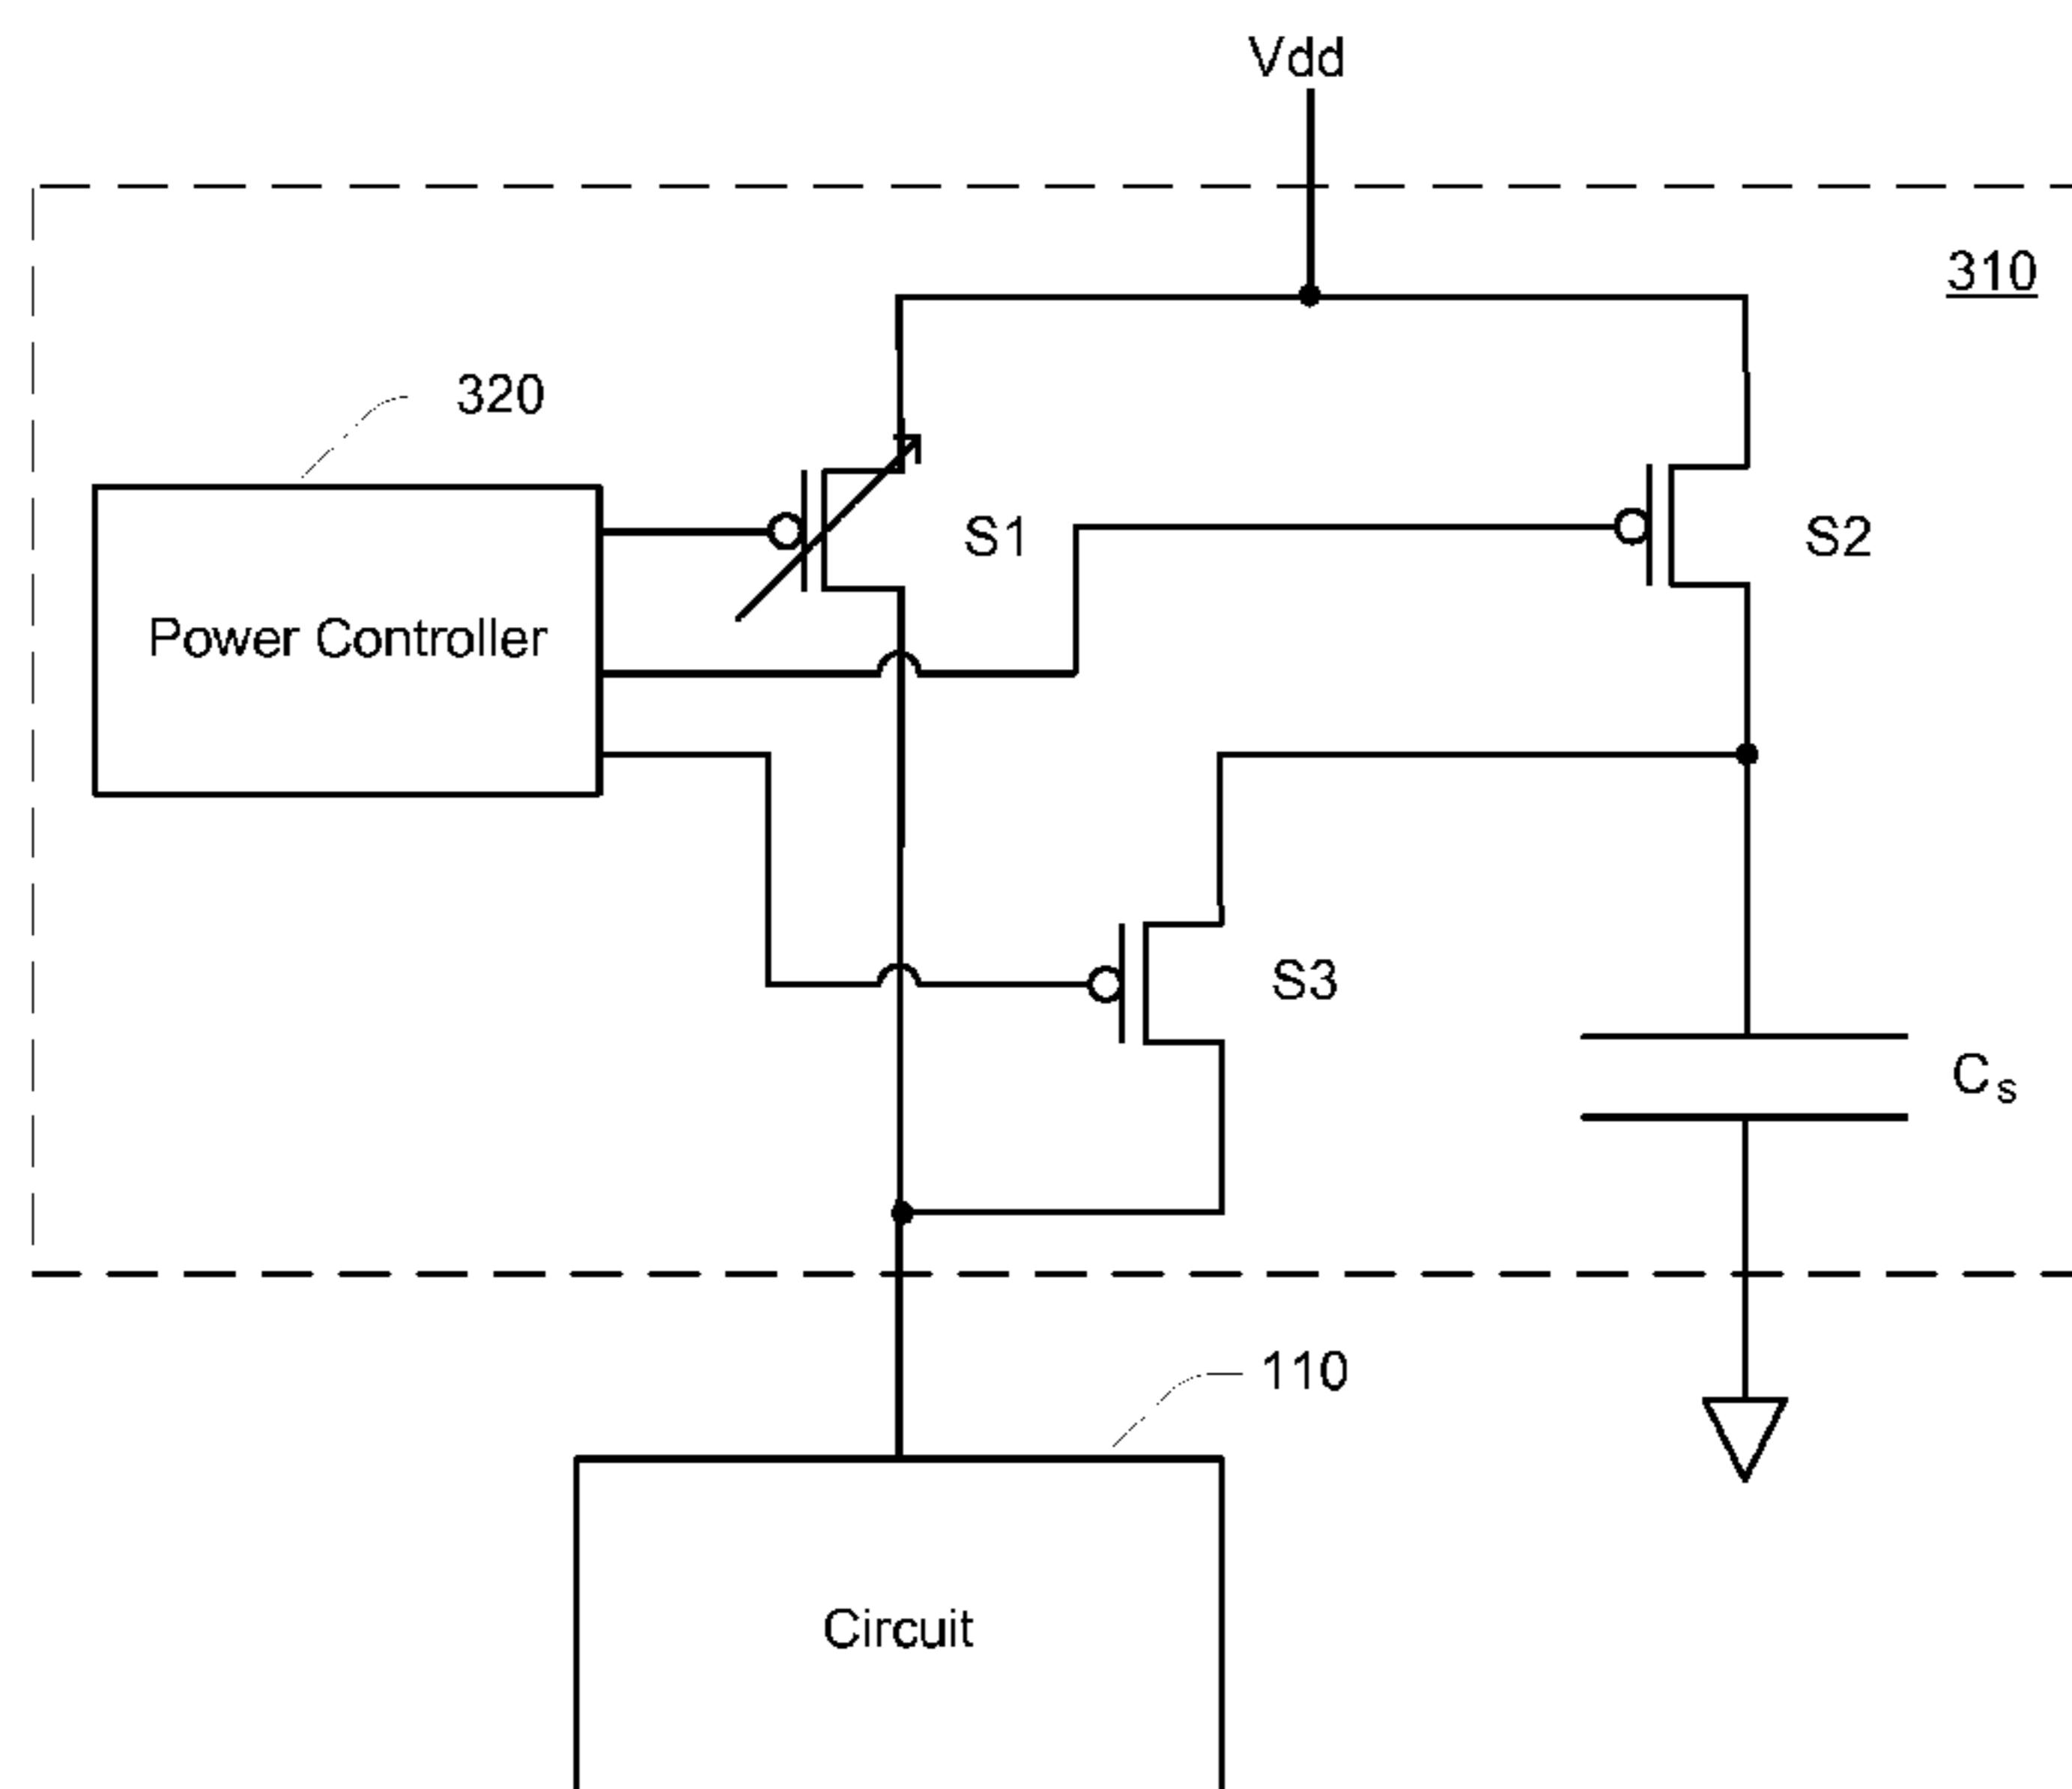 Vdd
310
320
S1
S2
Power Controller
S3
Cs
110
Circuit